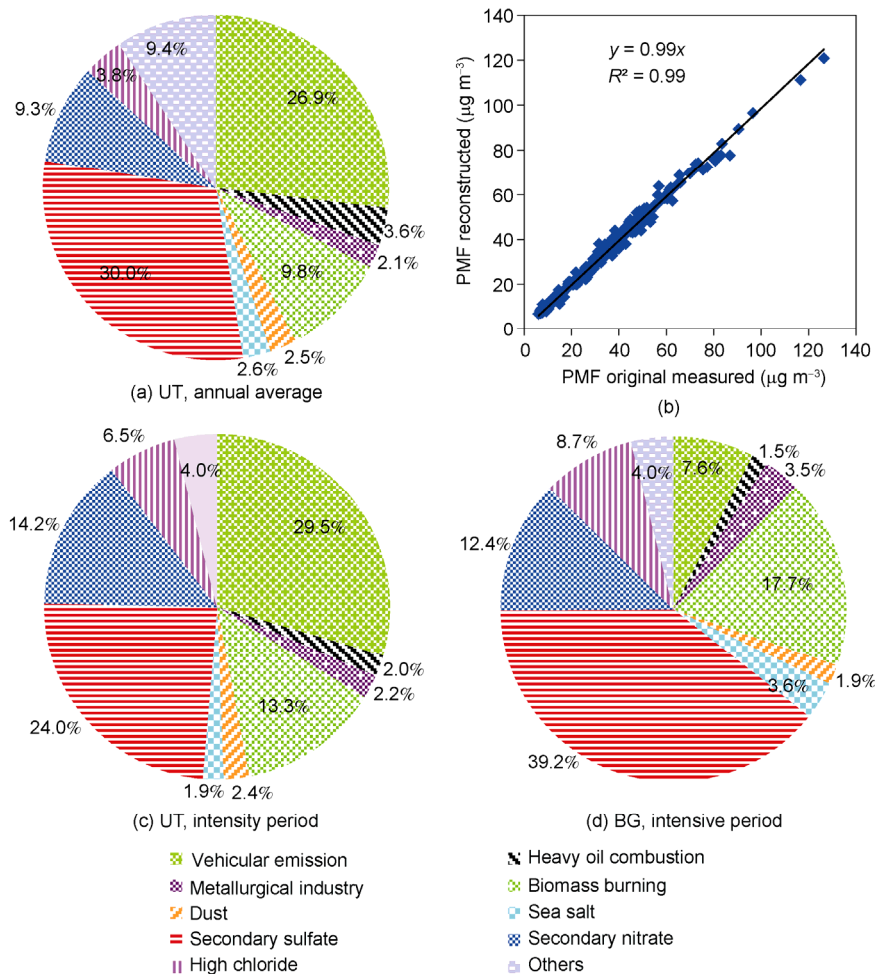 9.4%
3.8%
26.9%
9.3%
3.6%
2.1%
30.0%
9.8%
2.5%
2.6%
(a) UT, annual average
140
120
100
80
60
40
20
0
PMF reconstructed (μg m⁻³)
y = 0.99x
R² = 0.99
0 20 40 60 80 100 120 140
PMF original measured (μg m⁻³)
(b)
6.5%
4.0%
14.2%
29.5%
2.0%
2.2%
13.3%
24.0%
1.9%
2.4%
(c) UT, intensity period
8.7%
4.0%
7.6%
1.5%
3.5%
12.4%
17.7%
1.9%
3.6%
39.2%
(d) BG, intensive period
Vehicular emission
Heavy oil combustion
Metallurgical industry
Biomass burning
Dust
Sea salt
Secondary sulfate
Secondary nitrate
High chloride
Others